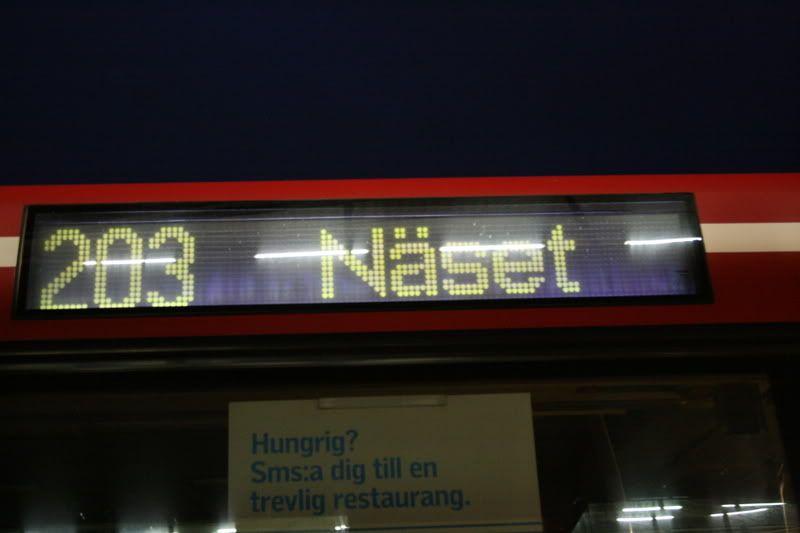 203 Näset
Hungrig?
Sms:a dig till en
trevlig restaurang.